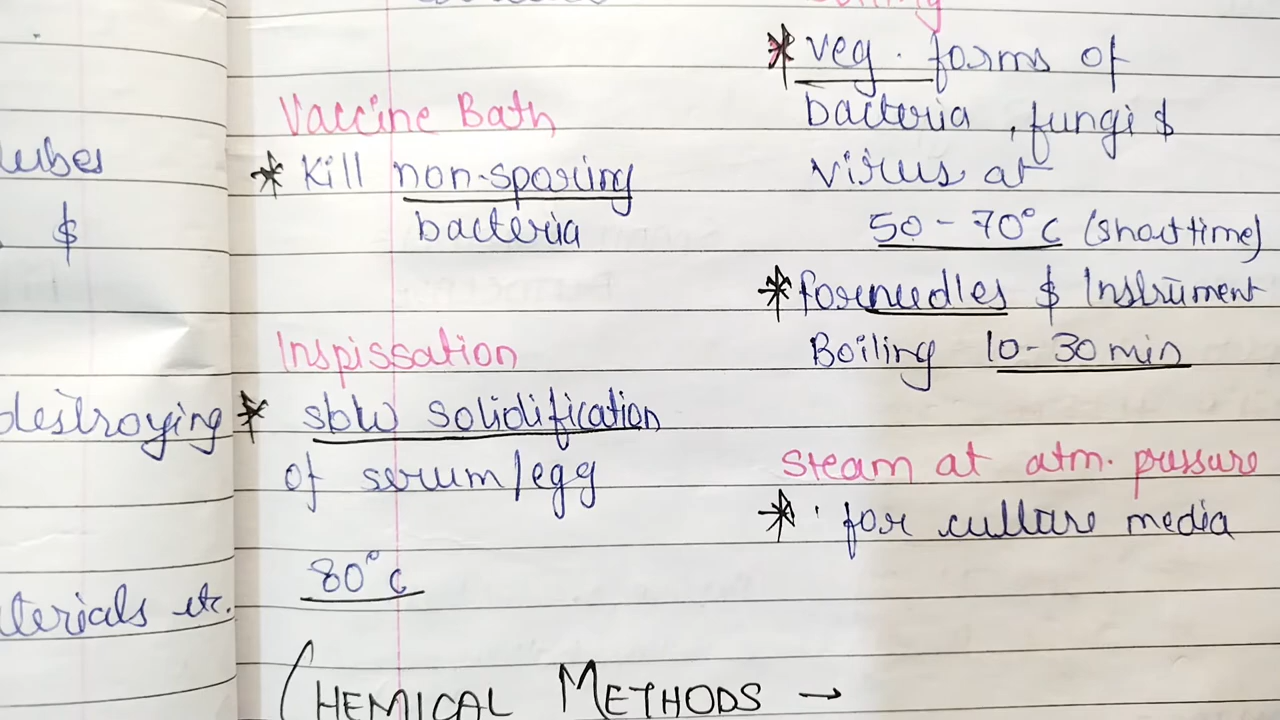 tubes
$
destroying
terials etc.
Vaccine Bath
* Kill non-sporing
bacteria
Inspissation
* slow solidification
of serum/egg
80°c
CHEMICAL METHODS →
* veg. forms of
bacteria, fungi $
virus at
50-70°c (short time)
* for needles $ Instrument
Boiling 10-30 min
Steam at atm. pressure
* for culture media